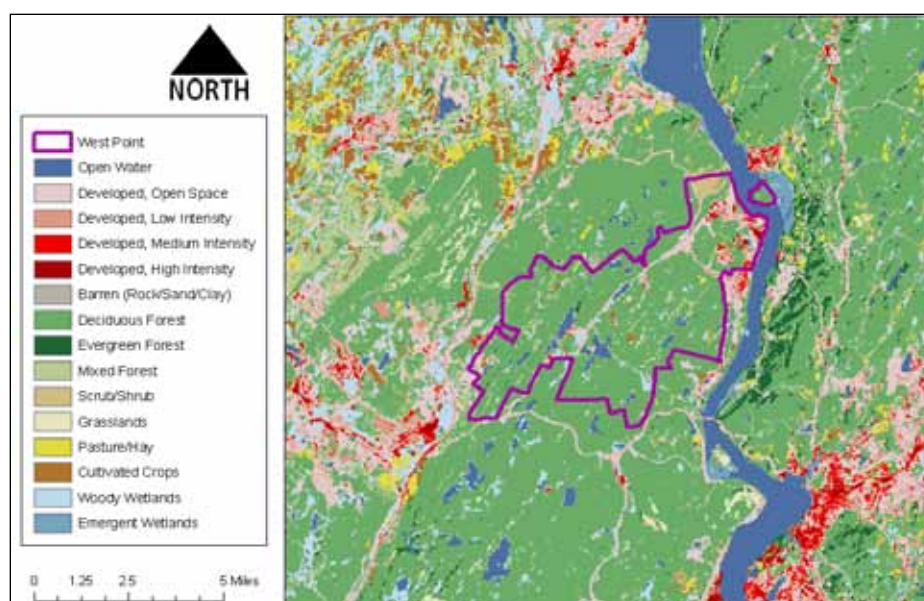 NORTH
West Point
Open Water
Developed, Open Space
Developed, Low Intensity
Developed, Medium Intensity
Developed, High Intensity
Barren (Rock/Sand/Clay)
Deciduous Forest
Evergreen Forest
Mixed Forest
Scrub/Shrub
Grasslands
Pasture/Hay
Cultivated Crops
Woody Wetlands
Emergent Wetlands
0 1.25 2.5 5 Miles